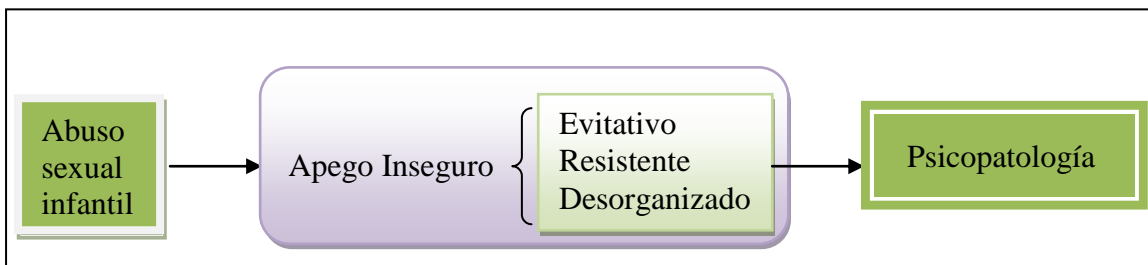 Abuso
sexual
infantil
Apego Inseguro
Evitativo
Resistente
Desorganizado
Psicopatología